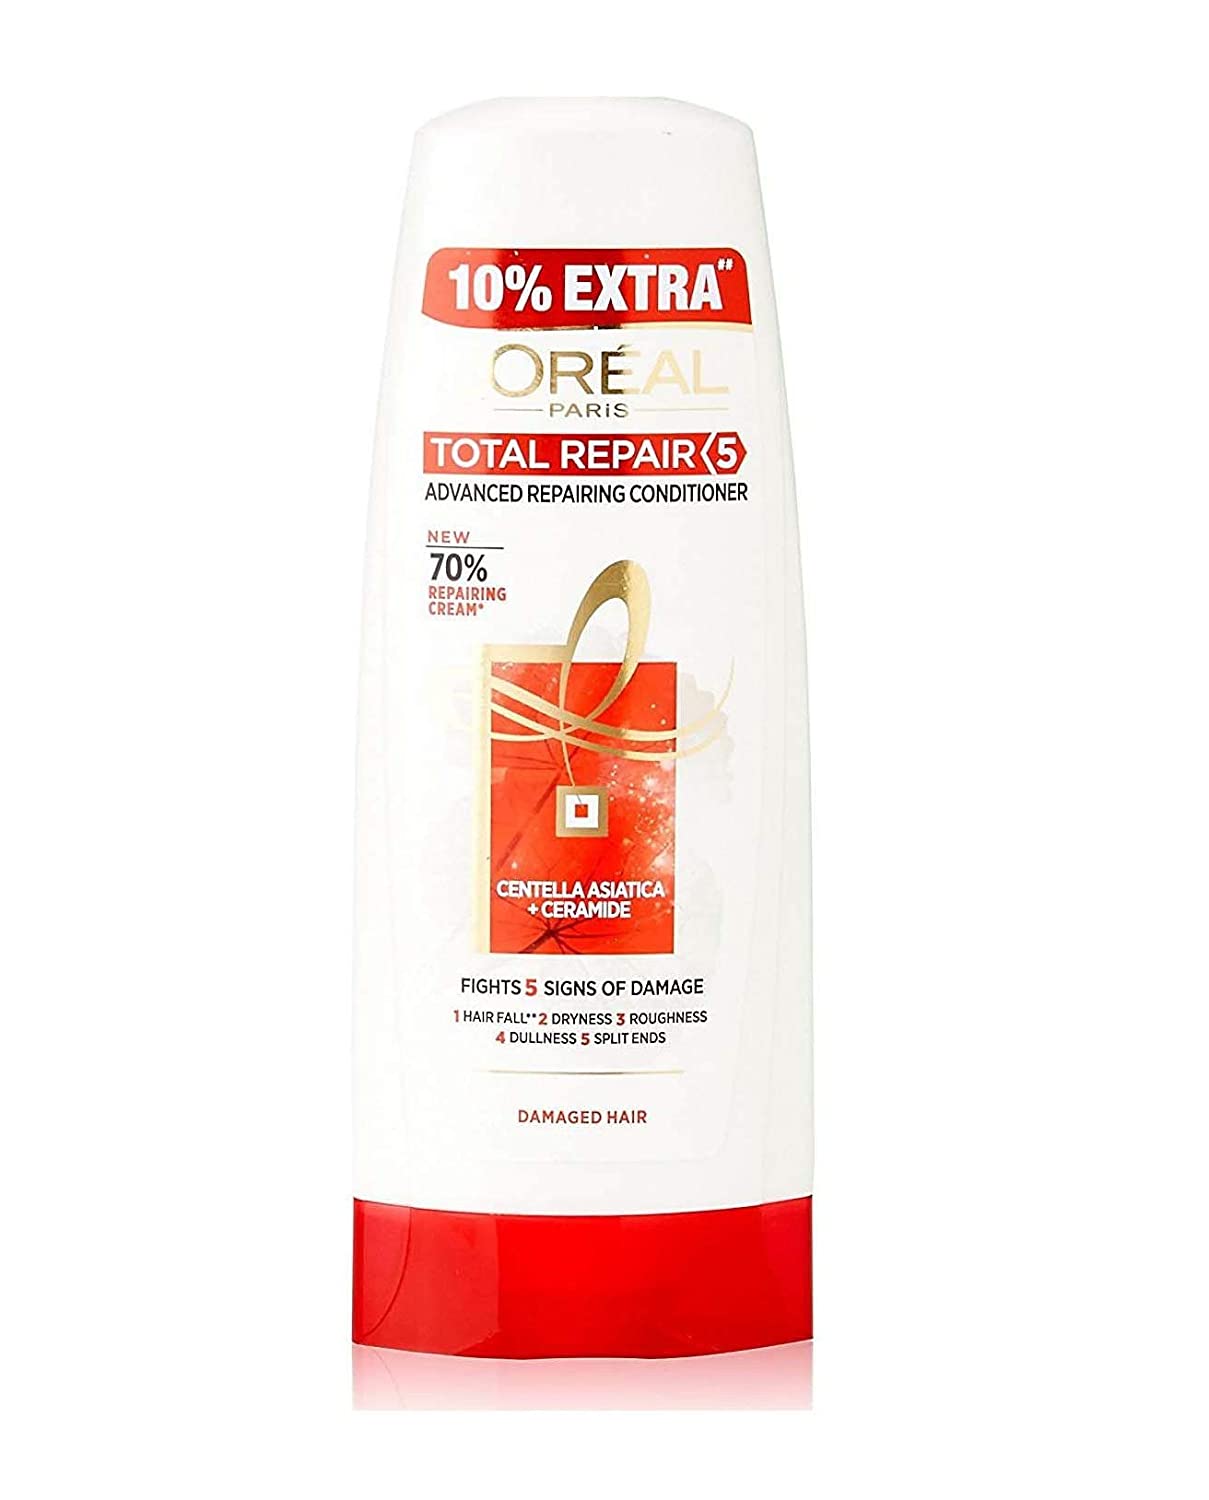 10% EXTRA##
ORÉAL
PARiS
TOTAL REPAIR 5
ADVANCED REPAIRING CONDITIONER
NEW
70%
REPAIRING
CREAM*
CENTELLA ASIATICA
+ CERAMIDE
FIGHTS 5 SIGNS OF DAMAGE
1 HAIR FALL** 2 DRYNESS 3 ROUGHNESS
4 DULLNESS 5 SPLIT ENDS
DAMAGED HAIR